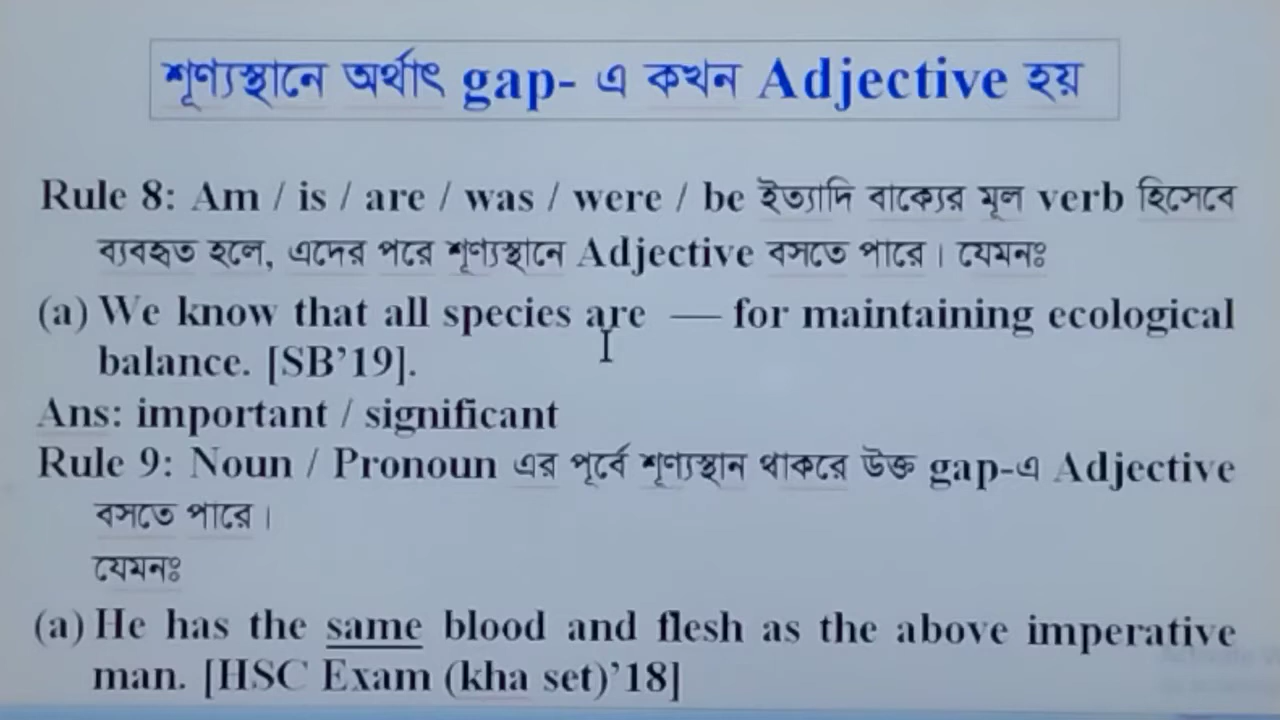 শূণ্যস্থানে অর্থাৎ gap- এ কখন Adjective হয়
Rule 8: Am / is / are / was / were / be ইত্যাদি বাক্যের মূল verb হিসেবে
ব্যবহৃত হলে, এদের পরে শূণ্যস্থানে Adjective বসতে পারে। যেমনঃ
(a) We know that all species are — for maintaining ecological
balance. [SB’19].
Ans: important / significant
Rule 9: Noun / Pronoun এর পূর্বে শূণ্যস্থান থাকরে উক্ত gap-এ Adjective
বসতে পারে।
যেমনঃ
(a) He has the same blood and flesh as the above imperative
man. [HSC Exam (kha set)’18]